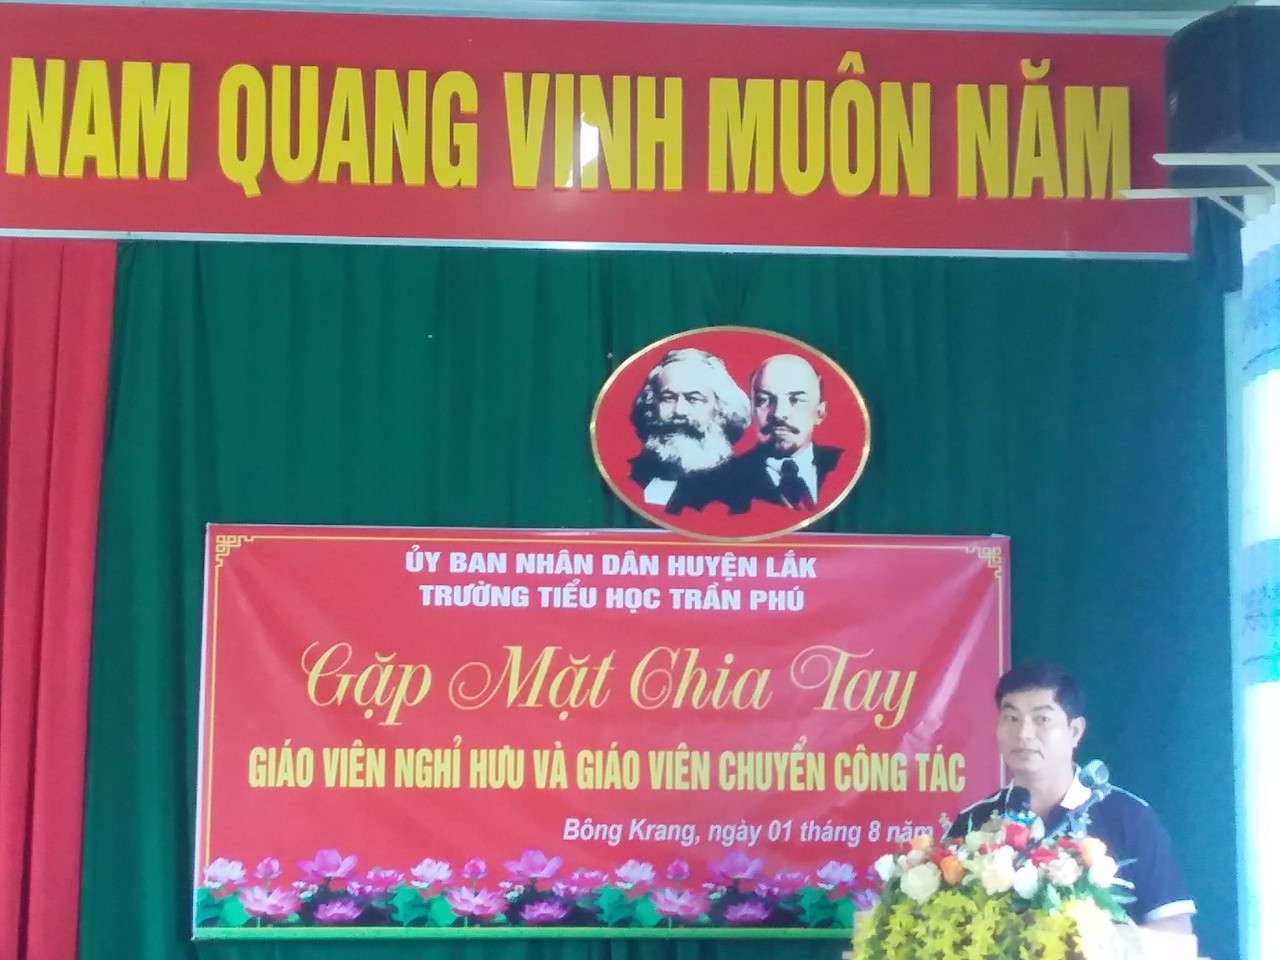 NAM QUANG VINH MUÔN NĂM
ỦY BAN NHÂN DÂN HUYỆN LẮK
TRƯỜNG TIỂU HỌC TRẦN PHÚ
Gặp Mặt Chia Tay
GIÁO VIÊN NGHỈ HƯU VÀ GIÁO VIÊN CHUYỂN CÔNG TÁC
Bông Krang, ngày 01 tháng 8 năm